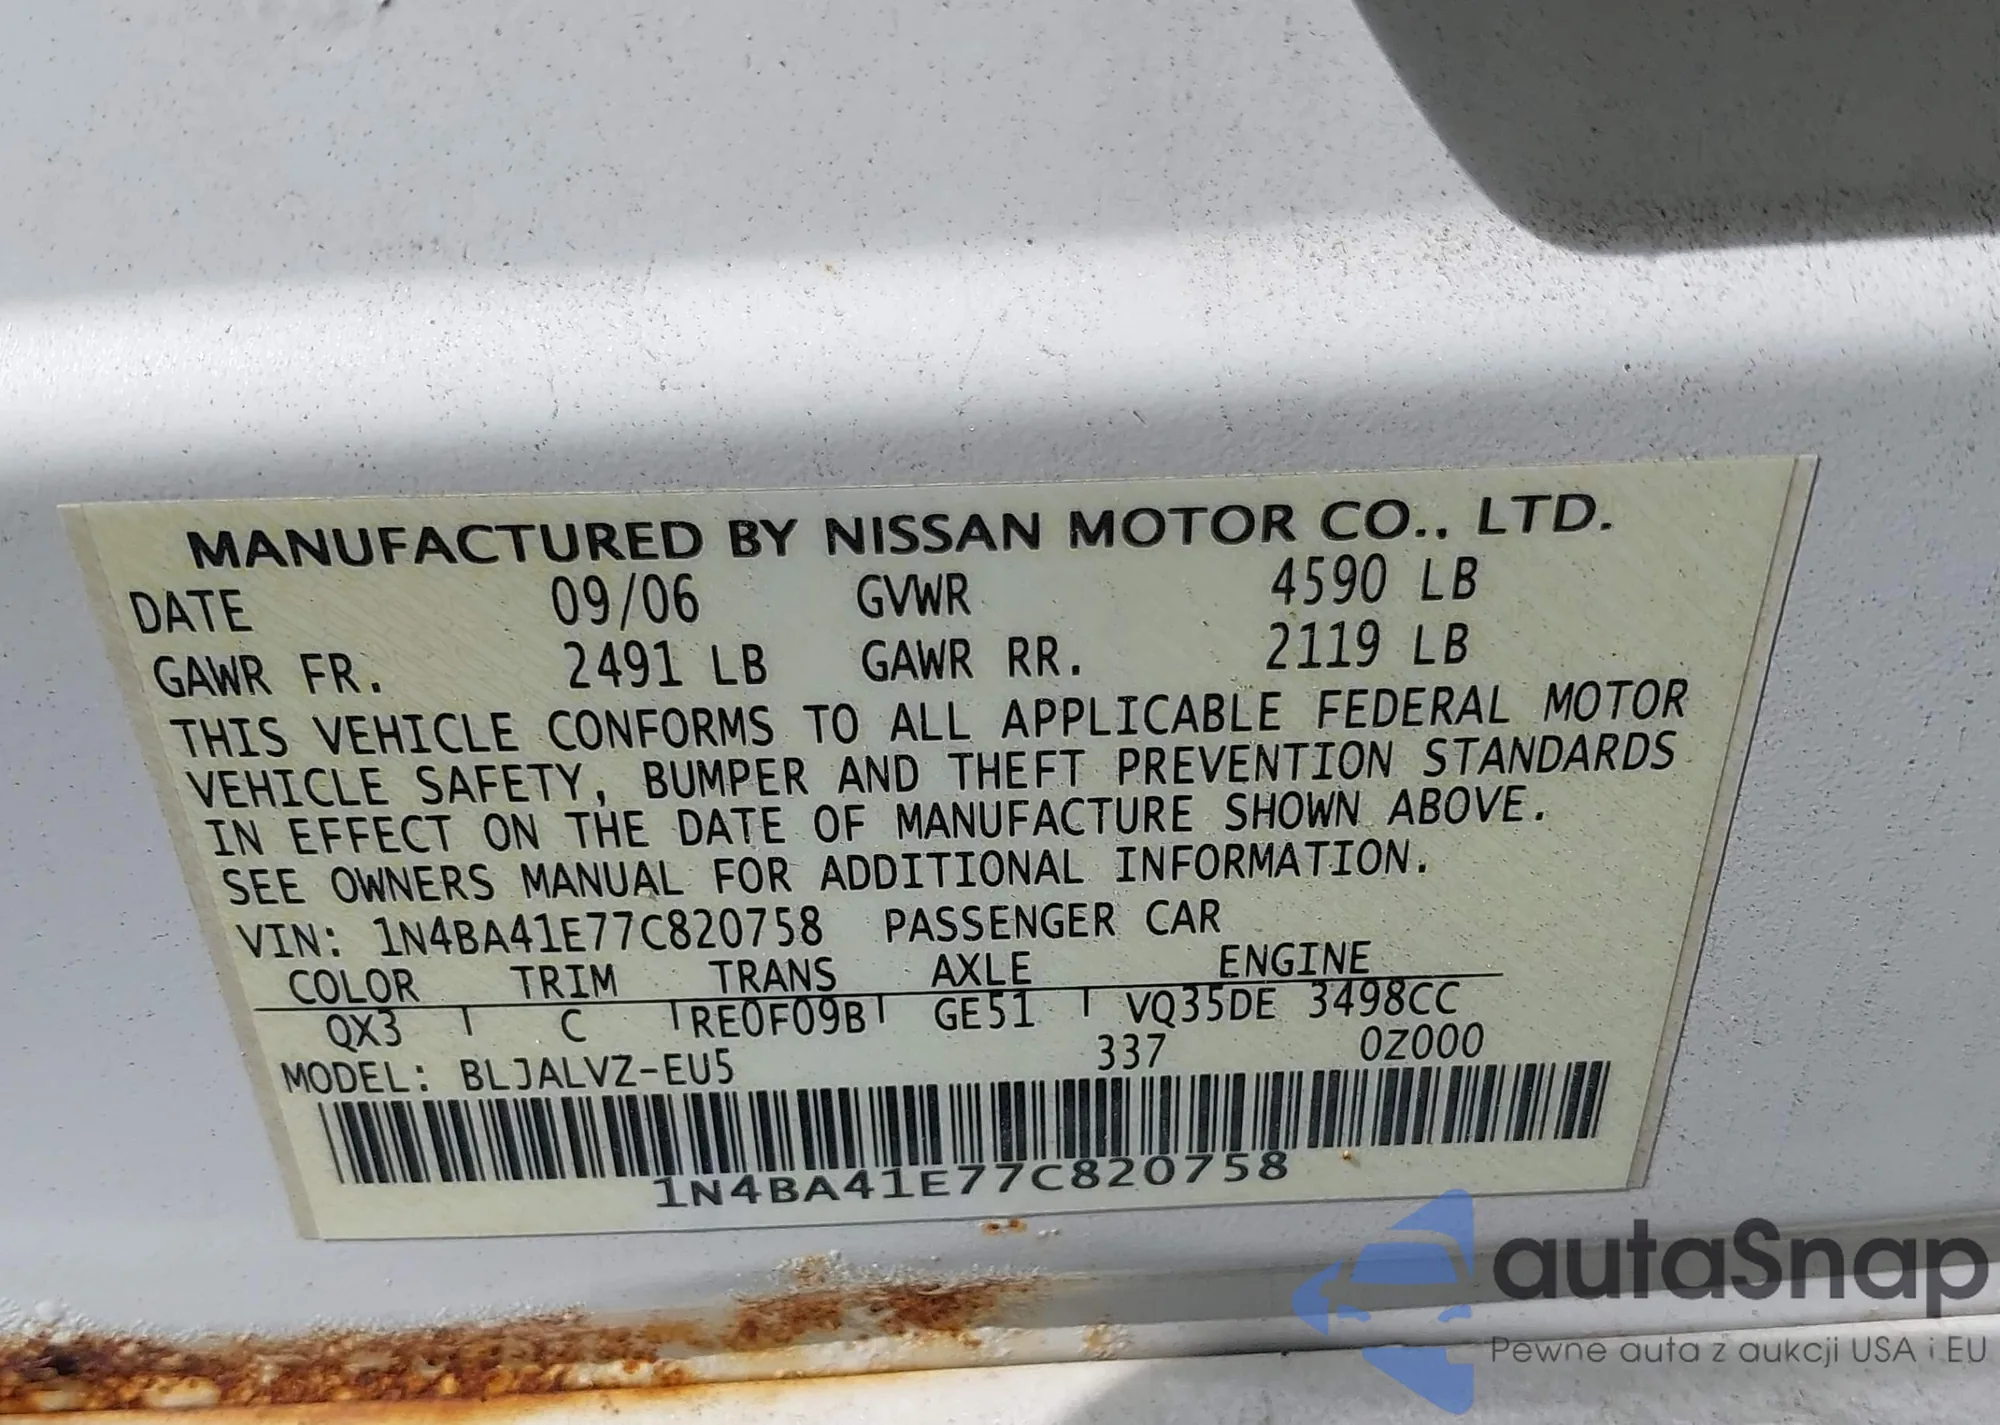 MANUFACTURED BY NISSAN MOTOR CO., LTD.
DATE 09/06 GVWR 4590 LB
GAWR FR. 2491 LB GAWR RR. 2119 LB
THIS VEHICLE CONFORMS TO ALL APPLICABLE FEDERAL MOTOR
VEHICLE SAFETY, BUMPER AND THEFT PREVENTION STANDARDS
IN EFFECT ON THE DATE OF MANUFACTURE SHOWN ABOVE.
SEE OWNERS MANUAL FOR ADDITIONAL INFORMATION.
VIN: 1N4BA41E77C820758 PASSENGER CAR
COLOR TRIM TRANS AXLE ENGINE
QX3 C RE0F09B GE51 VQ35DE 3498CC
337 0Z000
MODEL: BLJALVZ-EU5
1N4BA41E77C820758
autaSnap
Pewne auta z aukcji USA i EU